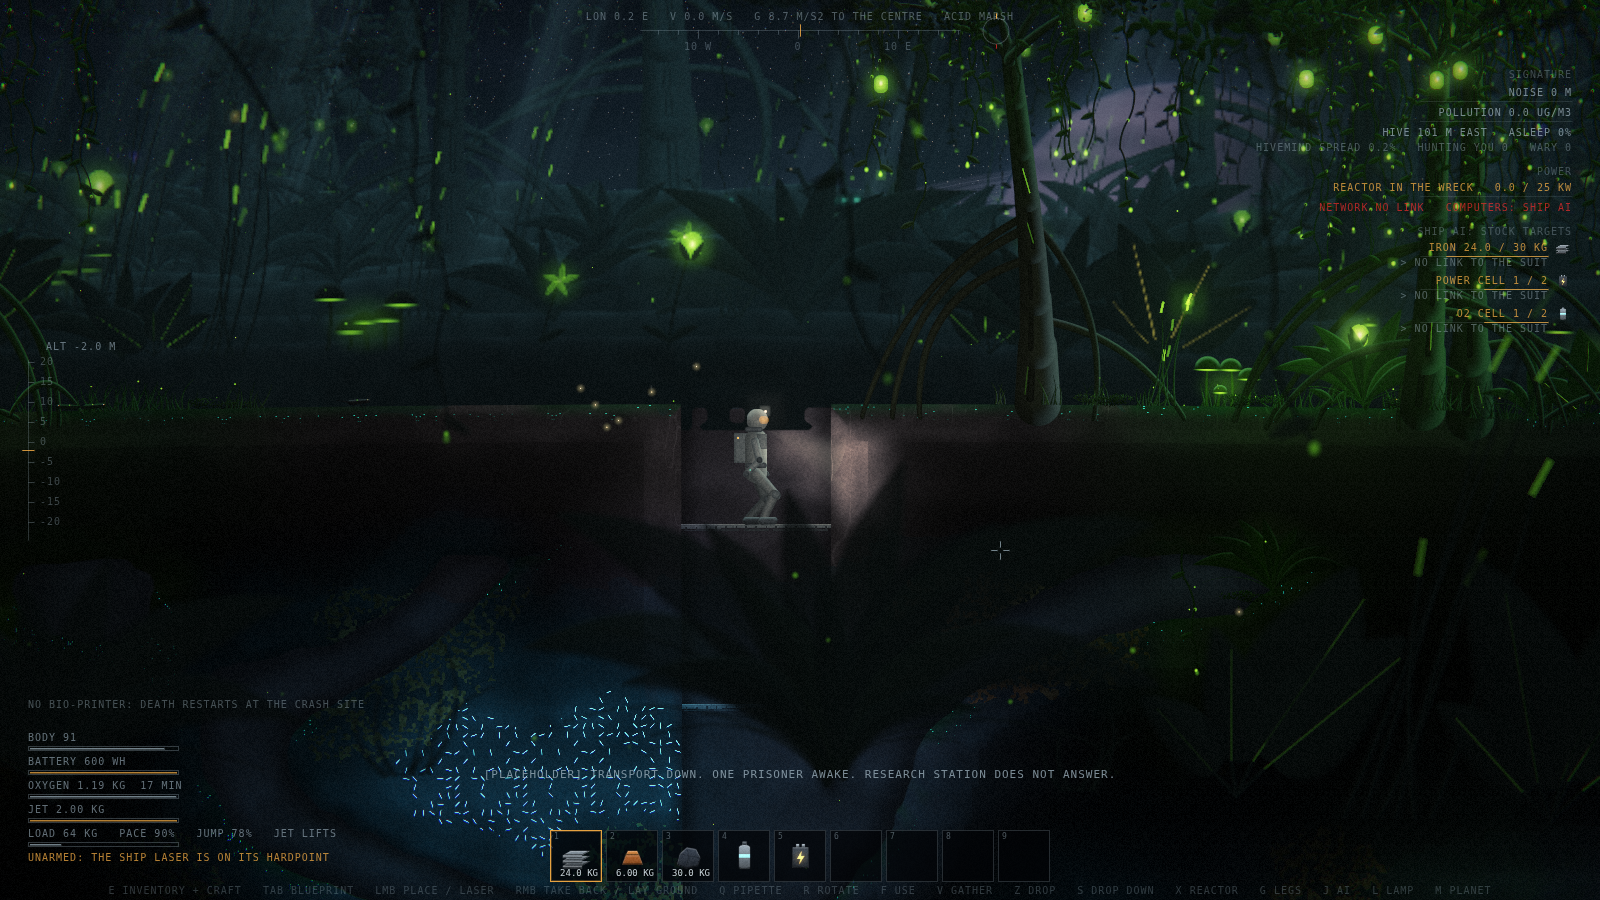 LON 0.2 E V 0.0 M/S G 8.7 M/S2 TO THE CENTRE ACID MARSH
10 W 0 10 E
SIGNATURE
NOISE 0 M
POLLUTION 0.0 UG/M3
HIVE 101 M EAST ASLEEP 0%
HIVEMIND SPREAD 0.2% HUNTING YOU 0 WARY 0
POWER
REACTOR IN THE WRECK 0.0 / 25 KW
NETWORK NO LINK COMPUTERS: SHIP AI
SHIP AI: STOCK TARGETS
IRON 24.0 / 30 KG
> NO LINK TO THE SUIT
POWER CELL 1 / 2
> NO LINK TO THE SUIT
O2 CELL 1 / 2
> NO LINK TO THE SUIT
ALT -2.0 M
20
15
10
5
0
-5
-10
-15
-20
NO BIO-PRINTER: DEATH RESTARTS AT THE CRASH SITE
BODY 91
BATTERY 600 WH
OXYGEN 1.19 KG 17 MIN
JET 2.00 KG
LOAD 64 KG PACE 90% JUMP 78% JET LIFTS
UNARMED: THE SHIP LASER IS ON ITS HARDPOINT
[PLACEHOLDER] TRANSPORT DOWN. ONE PRISONER AWAKE. RESEARCH STATION DOES NOT ANSWER.
1 2 3 4 5 6 7 8 9
24.0 KG 6.00 KG 30.0 KG
E INVENTORY + CRAFT TAB BLUEPRINT LMB PLACE / LASER RMB TAKE BACK LAY GROUND Q PIPETTE R ROTATE F USE V GATHER Z DROP S DROP DOWN X REACTOR G LEGS J AI L LAMP M PLANET